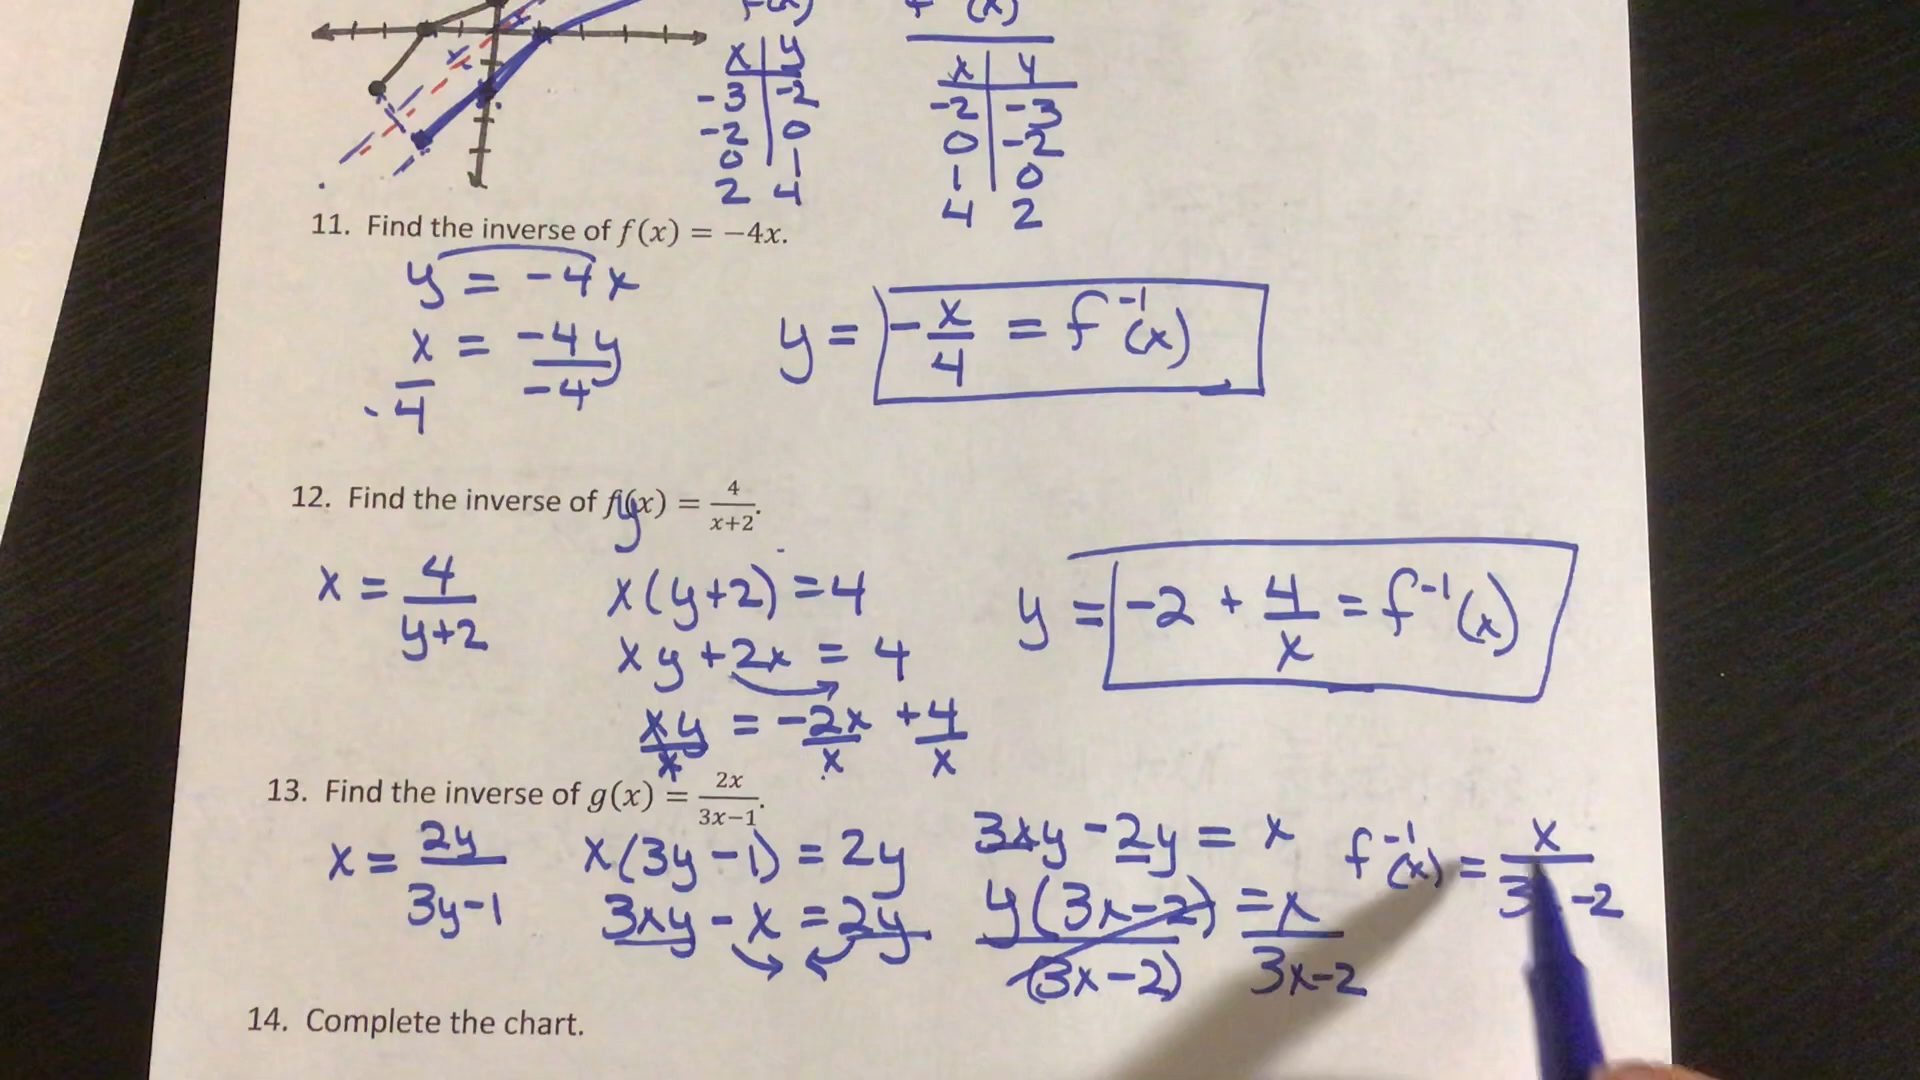 x | y
-3 | -2
-2 | 0
0 | 1
2 | 4
x | y
-2 | -3
0 | -2
1 | 0
4 | 2
11. Find the inverse of f(x) = −4x.
y = -4x
x = -4y
-4 -4
y = -x/4 = f⁻¹(x)
12. Find the inverse of f(x) = 4/(x+2).
y
x = 4/(y+2)
x(y+2) = 4
xy + 2x = 4
xy/x = -2x/x + 4/x
y = -2 + 4/x = f⁻¹(x)
13. Find the inverse of g(x) = 2x/(3x−1).
x = 2y/(3y-1)
x(3y-1) = 2y
3xy - x = 2y
3xy - 2y = x
y(3x-2) = x
(3x-2) 3x-2
f⁻¹(x) = x
3 -2
14. Complete the chart.